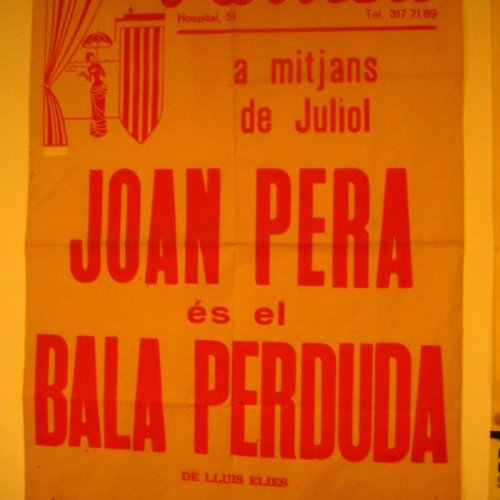 Hospital, 51 Tel. 317 71 89
a mitjans
de Juliol
JOAN PERA
és el
BALA PERDUDA
DE LLUIS ELIES